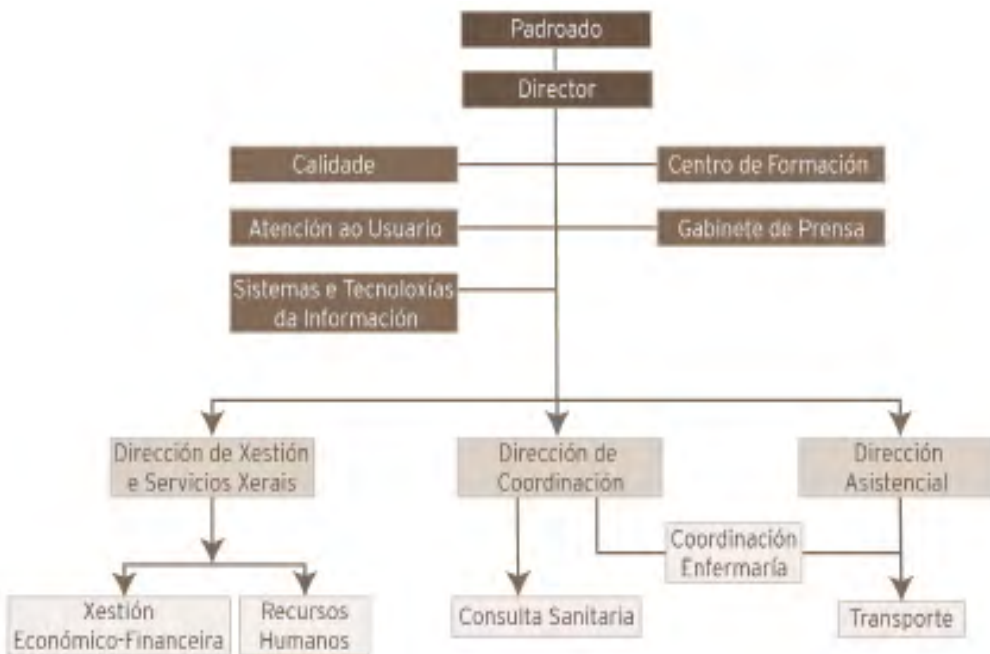 Padroado
Director
Calidade
Centro de Formación
Atención ao Usuario
Gabinete de Prensa
Sistemas e Tecnoloxías
da Información
Dirección de Xestión
e Servicios Xerais
Dirección de
Coordinación
Dirección
Asistencial
Coordinación
Enfermaría
Xestión
Económico-Financeira
Recursos
Humanos
Consulta Sanitaria
Transporte